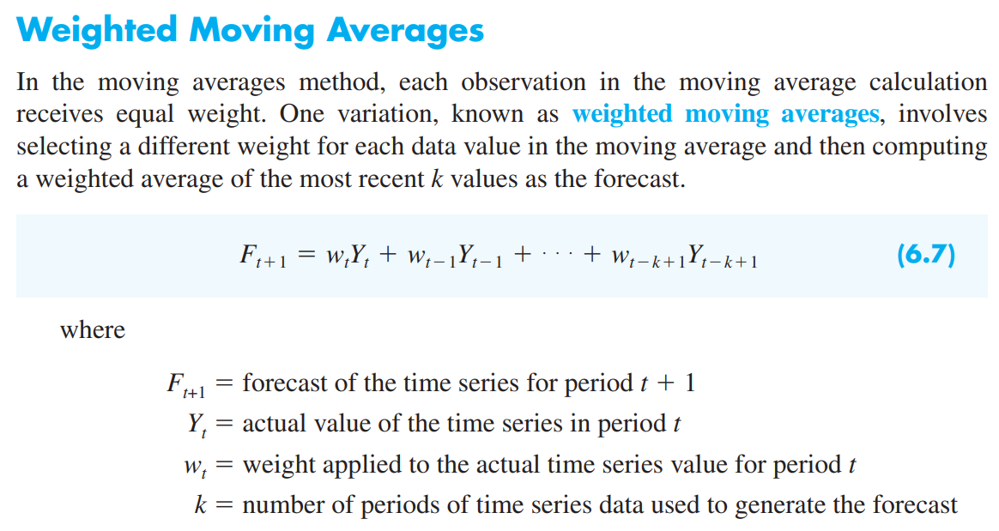 Weighted Moving Averages
In the moving averages method, each observation in the moving average calculation
receives equal weight. One variation, known as weighted moving averages, involves
selecting a different weight for each data value in the moving average and then computing
a weighted average of the most recent k values as the forecast.
F_{t+1} = w_tY_t + w_{t−1}Y_{t−1} + · · · + w_{t−k+1}Y_{t−k+1} (6.7)
where
F_{t+1} = forecast of the time series for period t + 1
Y_t = actual value of the time series in period t
w_t = weight applied to the actual time series value for period t
k = number of periods of time series data used to generate the forecast